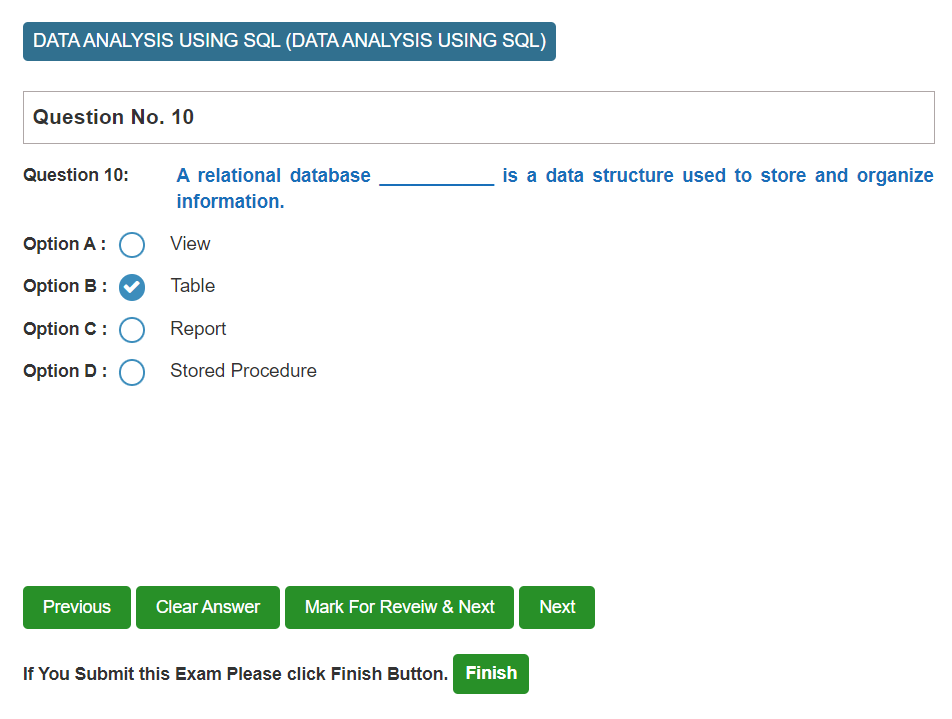 DATA ANALYSIS USING SQL (DATA ANALYSIS USING SQL)
Question No. 10
Question 10: A relational database ___________ is a data structure used to store and organize
information.
Option A : View
Option B : Table
Option C : Report
Option D : Stored Procedure
Previous Clear Answer Mark For Reveiw & Next Next
If You Submit this Exam Please click Finish Button. Finish